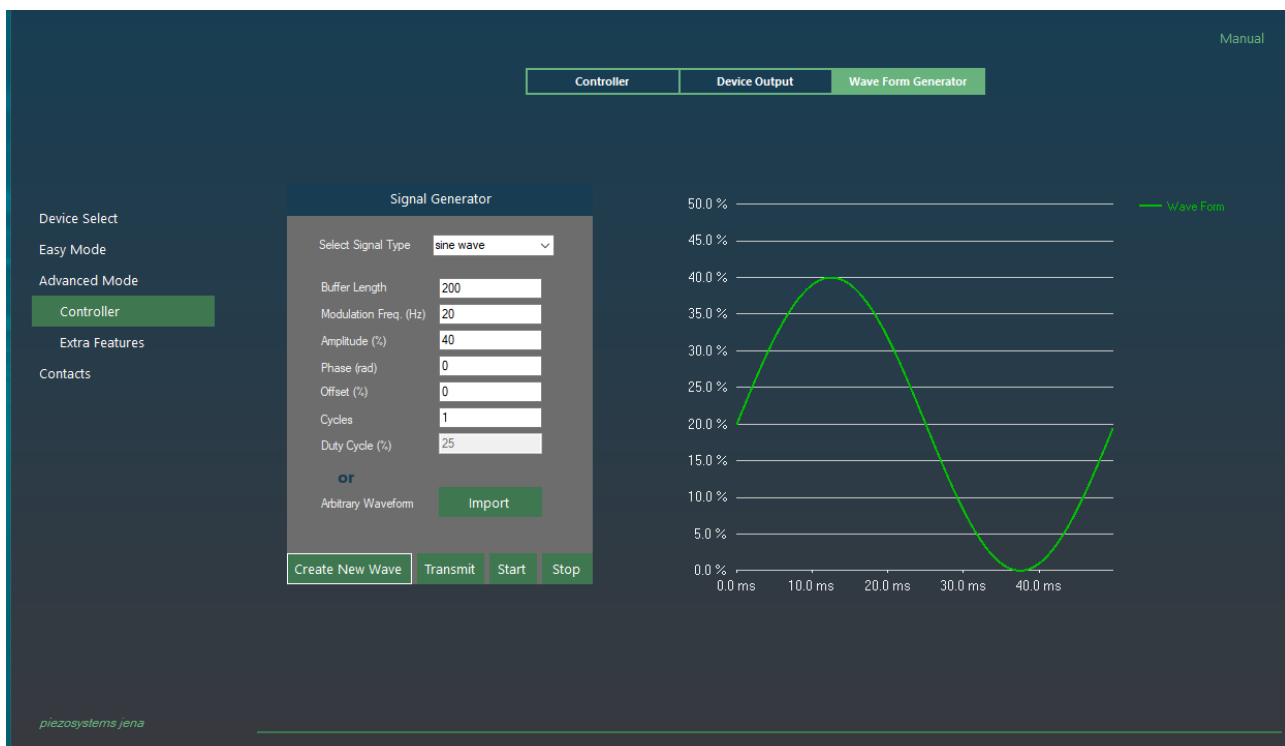 Manual
Controller
Device Output
Wave Form Generator
Device Select
Easy Mode
Advanced Mode
Controller
Extra Features
Contacts
Signal Generator
Select Signal Type sine wave
Buffer Length 200
Modulation Freq. (Hz) 20
Amplitude (%) 40
Phase (rad) 0
Offset (%) 0
Cycles 1
Duty Cycle (%) 25
or
Arbitrary Waveform Import
Create New Wave Transmit Start Stop
50.0 %
45.0 %
40.0 %
35.0 %
30.0 %
25.0 %
20.0 %
15.0 %
10.0 %
5.0 %
0.0 %
0.0 ms 10.0 ms 20.0 ms 30.0 ms 40.0 ms
Wave Form
piezosystems jena